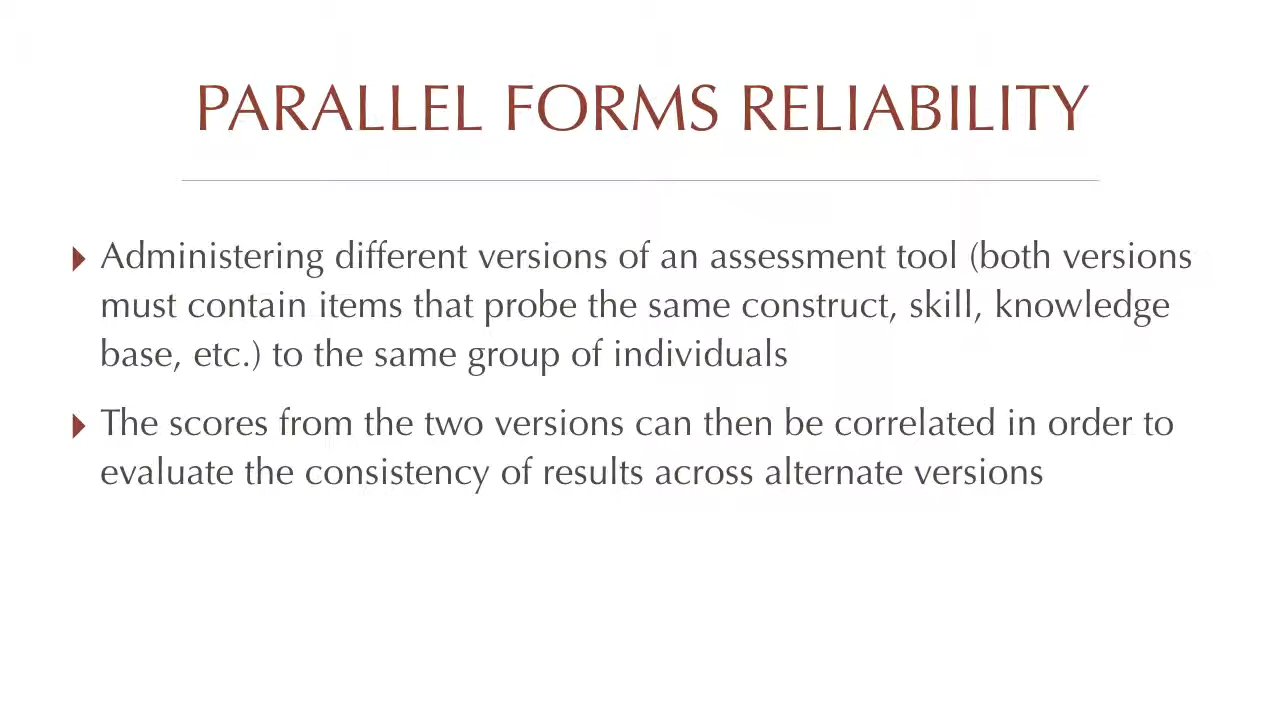 PARALLEL FORMS RELIABILITY
Administering different versions of an assessment tool (both versions
must contain items that probe the same construct, skill, knowledge
base, etc.) to the same group of individuals
The scores from the two versions can then be correlated in order to
evaluate the consistency of results across alternate versions